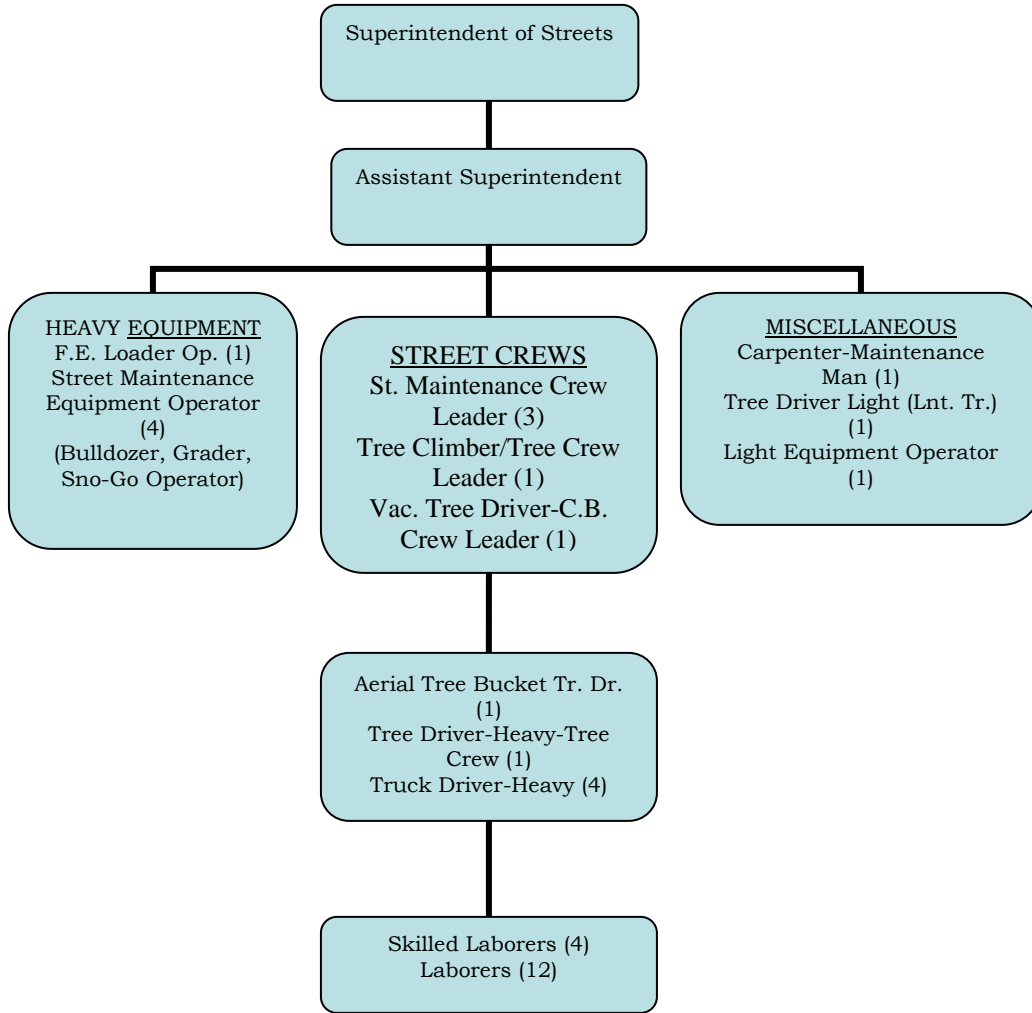 Superintendent of Streets
Assistant Superintendent
HEAVY EQUIPMENT
F.E. Loader Op. (1)
Street Maintenance
Equipment Operator
(4)
(Bulldozer, Grader,
Sno-Go Operator)
STREET CREWS
St. Maintenance Crew
Leader (3)
Tree Climber/Tree Crew
Leader (1)
Vac. Tree Driver-C.B.
Crew Leader (1)
MISCELLANEOUS
Carpenter-Maintenance
Man (1)
Tree Driver Light (Lnt. Tr.)
(1)
Light Equipment Operator
(1)
Aerial Tree Bucket Tr. Dr.
(1)
Tree Driver-Heavy-Tree
Crew (1)
Truck Driver-Heavy (4)
Skilled Laborers (4)
Laborers (12)